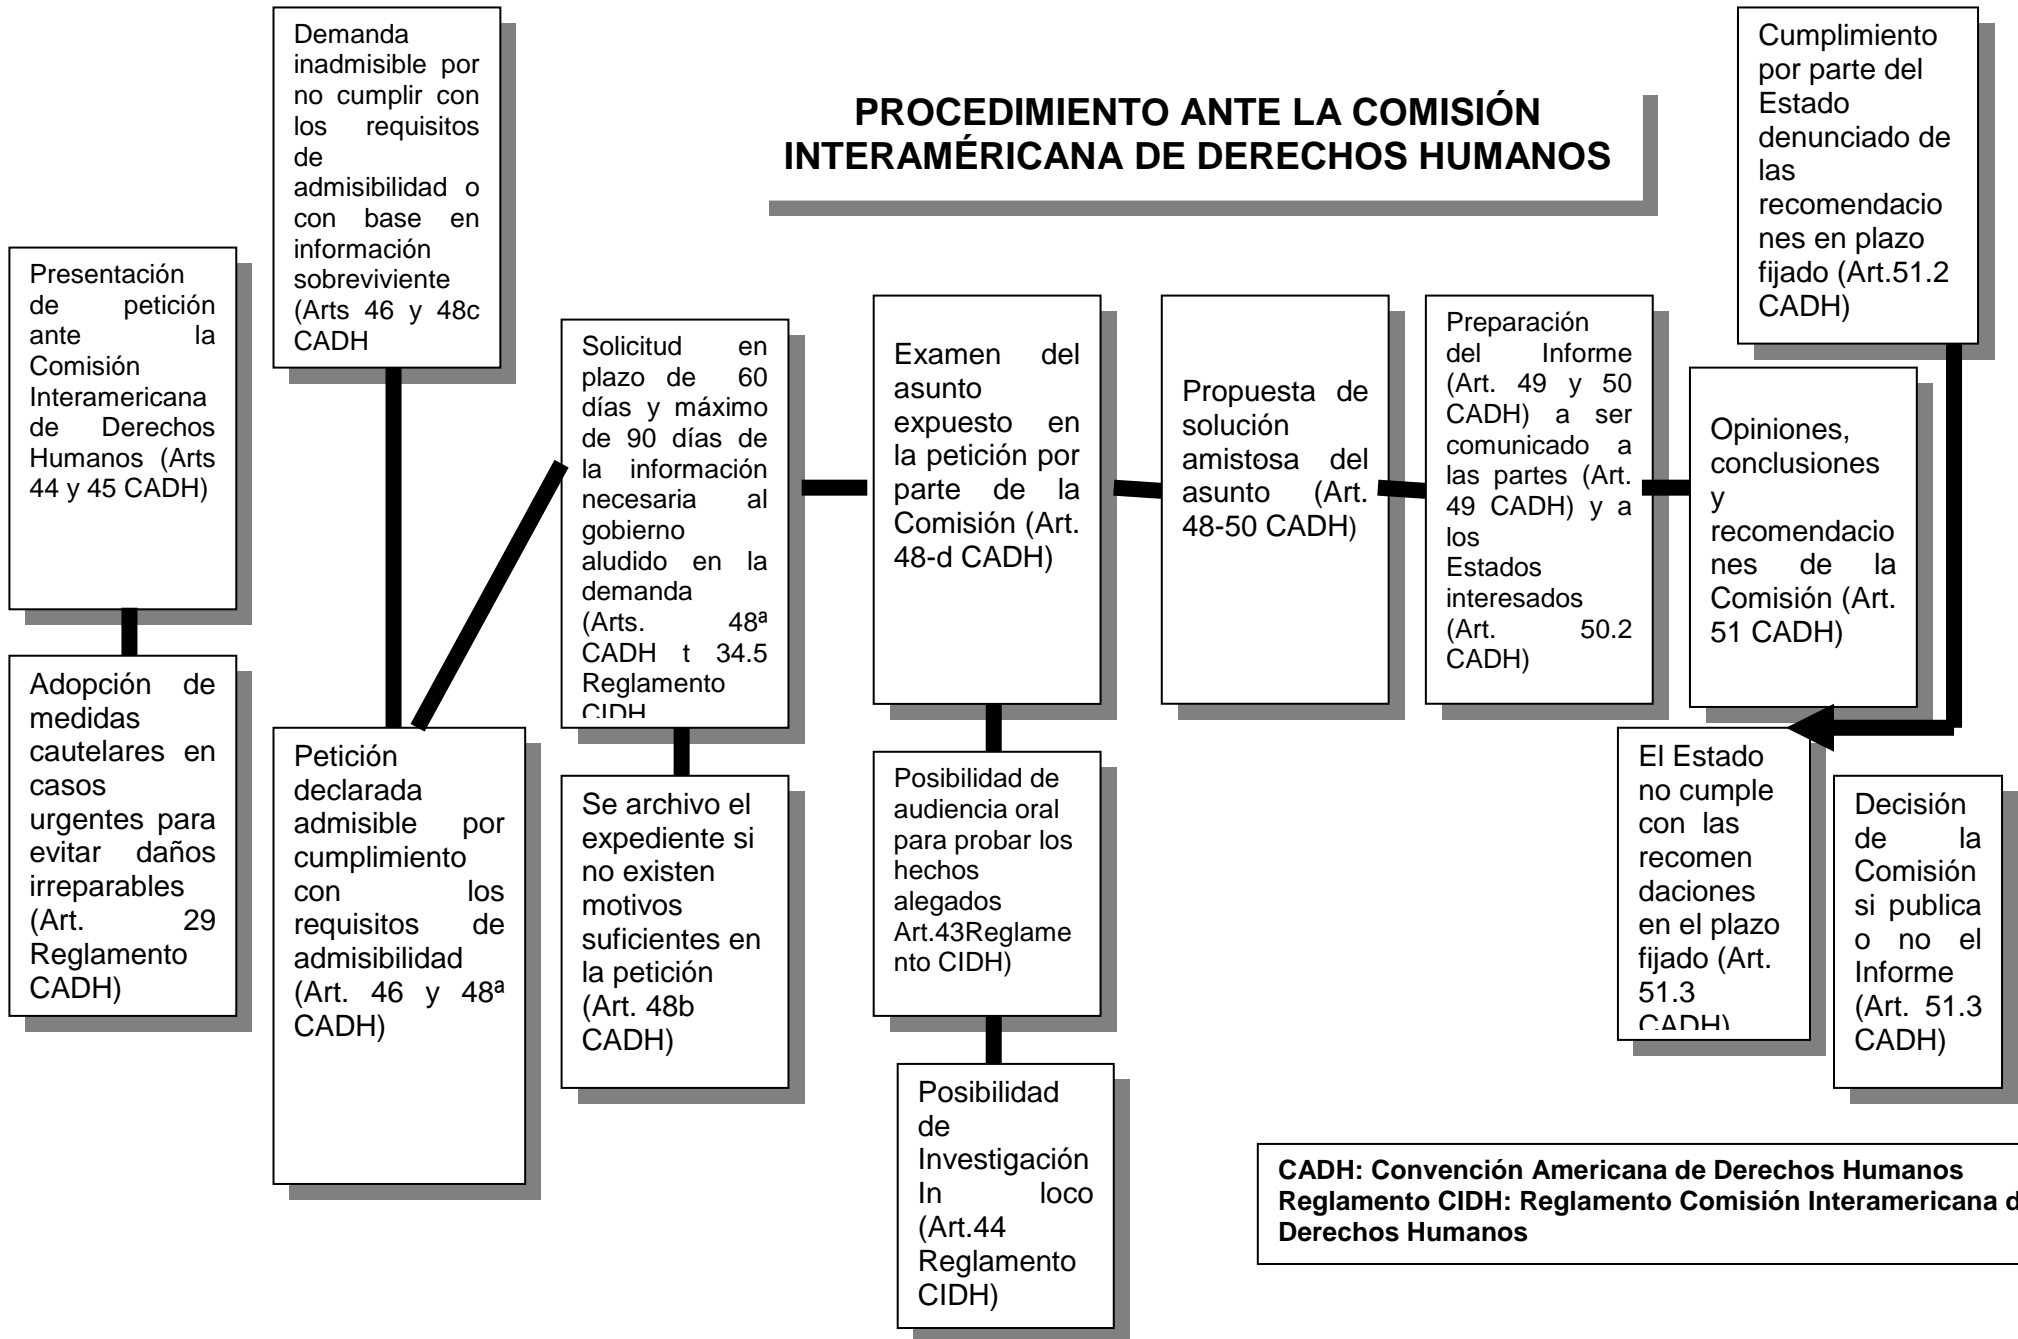 PROCEDIMIENTO ANTE LA COMISIÓN
INTERAMÉRICANA DE DERECHOS HUMANOS
Presentación
de petición
ante la
Comisión
Interamericana
de Derechos
Humanos (Arts
44 y 45 CADH)
Adopción de
medidas
cautelares en
casos
urgentes para
evitar daños
irreparables
(Art. 29
Reglamento
CADH)
Demanda
inadmisible por
no cumplir con
los requisitos
de
admisibilidad o
con base en
información
sobreviviente
(Arts 46 y 48c
CADH
Petición
declarada
admisible por
cumplimiento
con los
requisitos de
admisibilidad
(Art. 46 y 48ª
CADH)
Solicitud en
plazo de 60
días y máximo
de 90 días de
la información
necesaria al
gobierno
aludido en la
demanda
(Arts. 48ª
CADH t 34.5
Reglamento
CIDH
Se archivo el
expediente si
no existen
motivos
suficientes en
la petición
(Art. 48b
CADH)
Examen del
asunto
expuesto en
la petición por
parte de la
Comisión (Art.
48-d CADH)
Posibilidad de
audiencia oral
para probar los
hechos
alegados
Art.43Reglame
nto CIDH)
Posibilidad
de
Investigación
In loco
(Art.44
Reglamento
CIDH)
Propuesta de
solución
amistosa del
asunto (Art.
48-50 CADH)
Preparación
del Informe
(Art. 49 y 50
CADH) a ser
comunicado a
las partes (Art.
49 CADH) y a
los
Estados
interesados
(Art. 50.2
CADH)
Opiniones,
conclusiones
y
recomendacio
nes de la
Comisión (Art.
51 CADH)
Cumplimiento
por parte del
Estado
denunciado de
las
recomendacio
nes en plazo
fijado (Art.51.2
CADH)
El Estado
no cumple
con las
recomen
daciones
en el plazo
fijado (Art.
51.3
CADH)
Decisión
de la
Comisión
si publica
o no el
Informe
(Art. 51.3
CADH)
CADH: Convención Americana de Derechos Humanos
Reglamento CIDH: Reglamento Comisión Interamericana d
Derechos Humanos